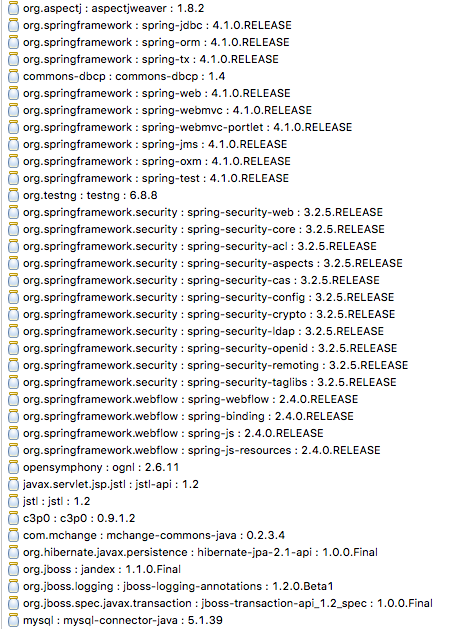 org.aspectj : aspectjweaver : 1.8.2
org.springframework : spring-jdbc : 4.1.0.RELEASE
org.springframework : spring-orm : 4.1.0.RELEASE
org.springframework : spring-tx : 4.1.0.RELEASE
commons-dbcp : commons-dbcp : 1.4
org.springframework : spring-web : 4.1.0.RELEASE
org.springframework : spring-webmvc : 4.1.0.RELEASE
org.springframework : spring-webmvc-portlet : 4.1.0.RELEASE
org.springframework : spring-jms : 4.1.0.RELEASE
org.springframework : spring-oxm : 4.1.0.RELEASE
org.springframework : spring-test : 4.1.0.RELEASE
org.testng : testng : 6.8.8
org.springframework.security : spring-security-web : 3.2.5.RELEASE
org.springframework.security : spring-security-core : 3.2.5.RELEASE
org.springframework.security : spring-security-acl : 3.2.5.RELEASE
org.springframework.security : spring-security-aspects : 3.2.5.RELEASE
org.springframework.security : spring-security-cas : 3.2.5.RELEASE
org.springframework.security : spring-security-config : 3.2.5.RELEASE
org.springframework.security : spring-security-crypto : 3.2.5.RELEASE
org.springframework.security : spring-security-ldap : 3.2.5.RELEASE
org.springframework.security : spring-security-openid : 3.2.5.RELEASE
org.springframework.security : spring-security-remoting : 3.2.5.RELEASE
org.springframework.security : spring-security-taglibs : 3.2.5.RELEASE
org.springframework.webflow : spring-webflow : 2.4.0.RELEASE
org.springframework.webflow : spring-binding : 2.4.0.RELEASE
org.springframework.webflow : spring-js : 2.4.0.RELEASE
org.springframework.webflow : spring-js-resources : 2.4.0.RELEASE
opensymphony : ognl : 2.6.11
javax.servlet.jsp.jstl : jstl-api : 1.2
jstl : jstl : 1.2
c3p0 : c3p0 : 0.9.1.2
com.mchange : mchange-commons-java : 0.2.3.4
org.hibernate.javax.persistence : hibernate-jpa-2.1-api : 1.0.0.Final
org.jboss : jandex : 1.1.0.Final
org.jboss.logging : jboss-logging-annotations : 1.2.0.Beta1
org.jboss.spec.javax.transaction : jboss-transaction-api_1.2_spec : 1.0.0.Final
mysql : mysql-connector-java : 5.1.39